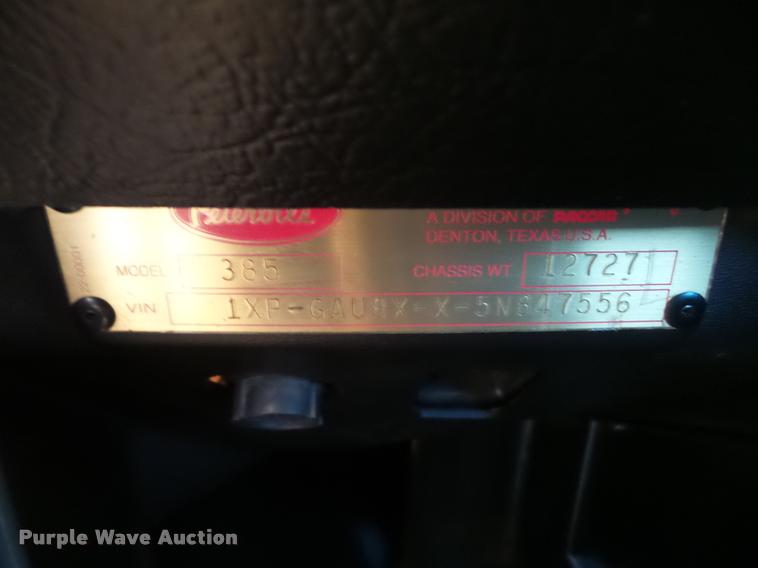 Peterbilt
A DIVISION OF PACCAR
DENTON, TEXAS U.S.A.
MODEL 385 CHASSIS WT. 12727
VIN 1XP-GAU8X-X-5N847556
Purple Wave Auction